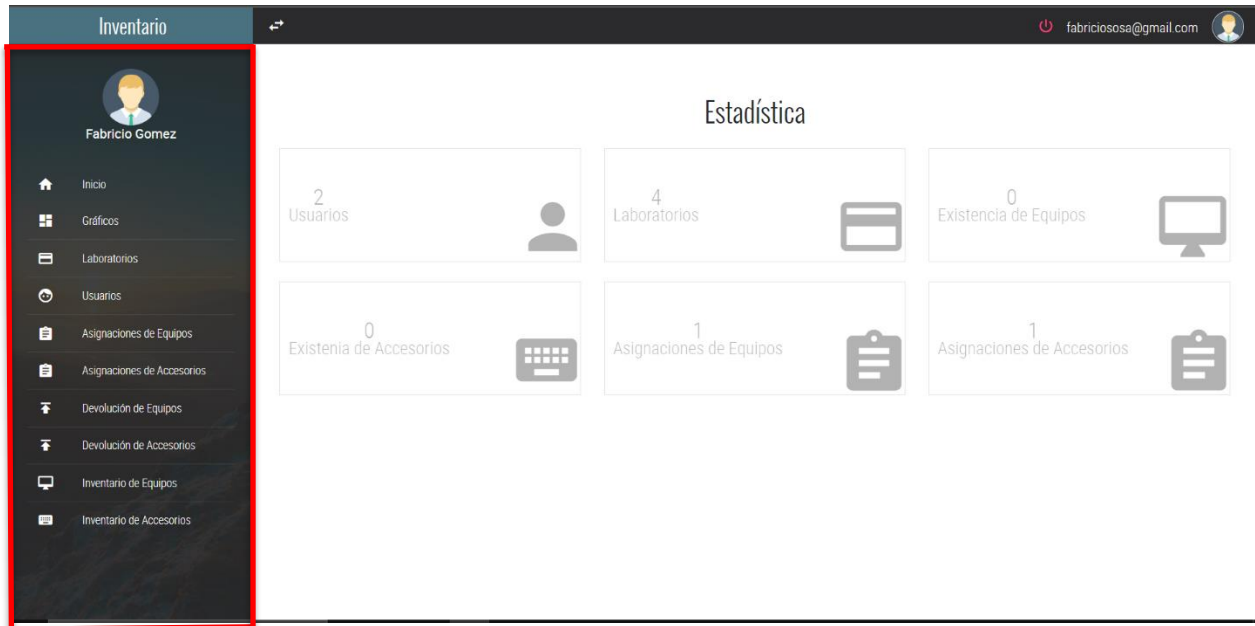 Inventario
fabriciososa@gmail.com
Fabricio Gomez
Inicio
Gráficos
Laboratorios
Usuarios
Asignaciones de Equipos
Asignaciones de Accesorios
Devolución de Equipos
Devolución de Accesorios
Inventario de Equipos
Inventario de Accesorios
Estadística
2
Usuarios
4
Laboratorios
0
Existencia de Equipos
0
Existenia de Accesorios
1
Asignaciones de Equipos
1
Asignaciones de Accesorios